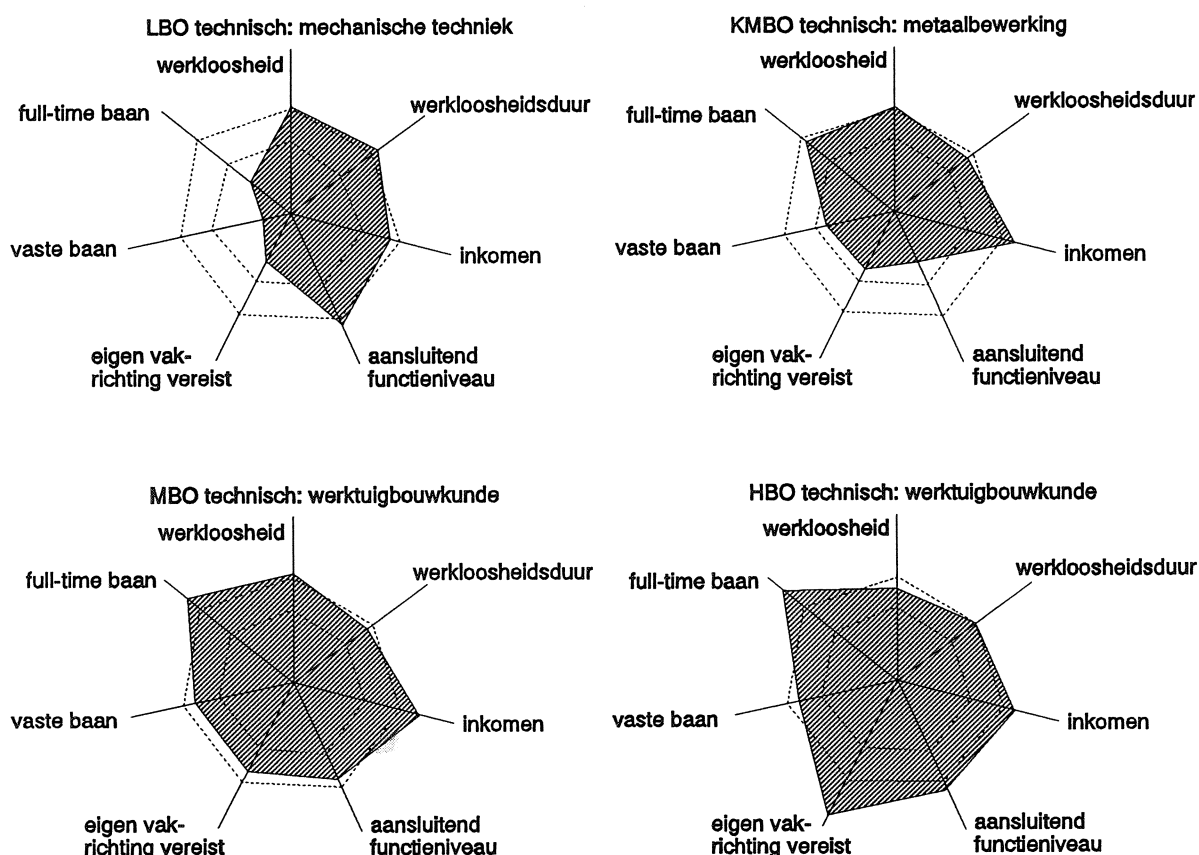 LBO technisch: mechanische techniek
werkloosheid
full-time baan
werkloosheidsduur
vaste baan
inkomen
eigen vak-
richting vereist
aansluitend
functieniveau
KMBO technisch: metaalbewerking
werkloosheid
full-time baan
werkloosheidsduur
vaste baan
inkomen
eigen vak-
richting vereist
aansluitend
functieniveau
MBO technisch: werktuigbouwkunde
werkloosheid
full-time baan
werkloosheidsduur
vaste baan
inkomen
eigen vak-
richting vereist
aansluitend
functieniveau
HBO technisch: werktuigbouwkunde
werkloosheid
full-time baan
werkloosheidsduur
vaste baan
inkomen
eigen vak-
richting vereist
aansluitend
functieniveau